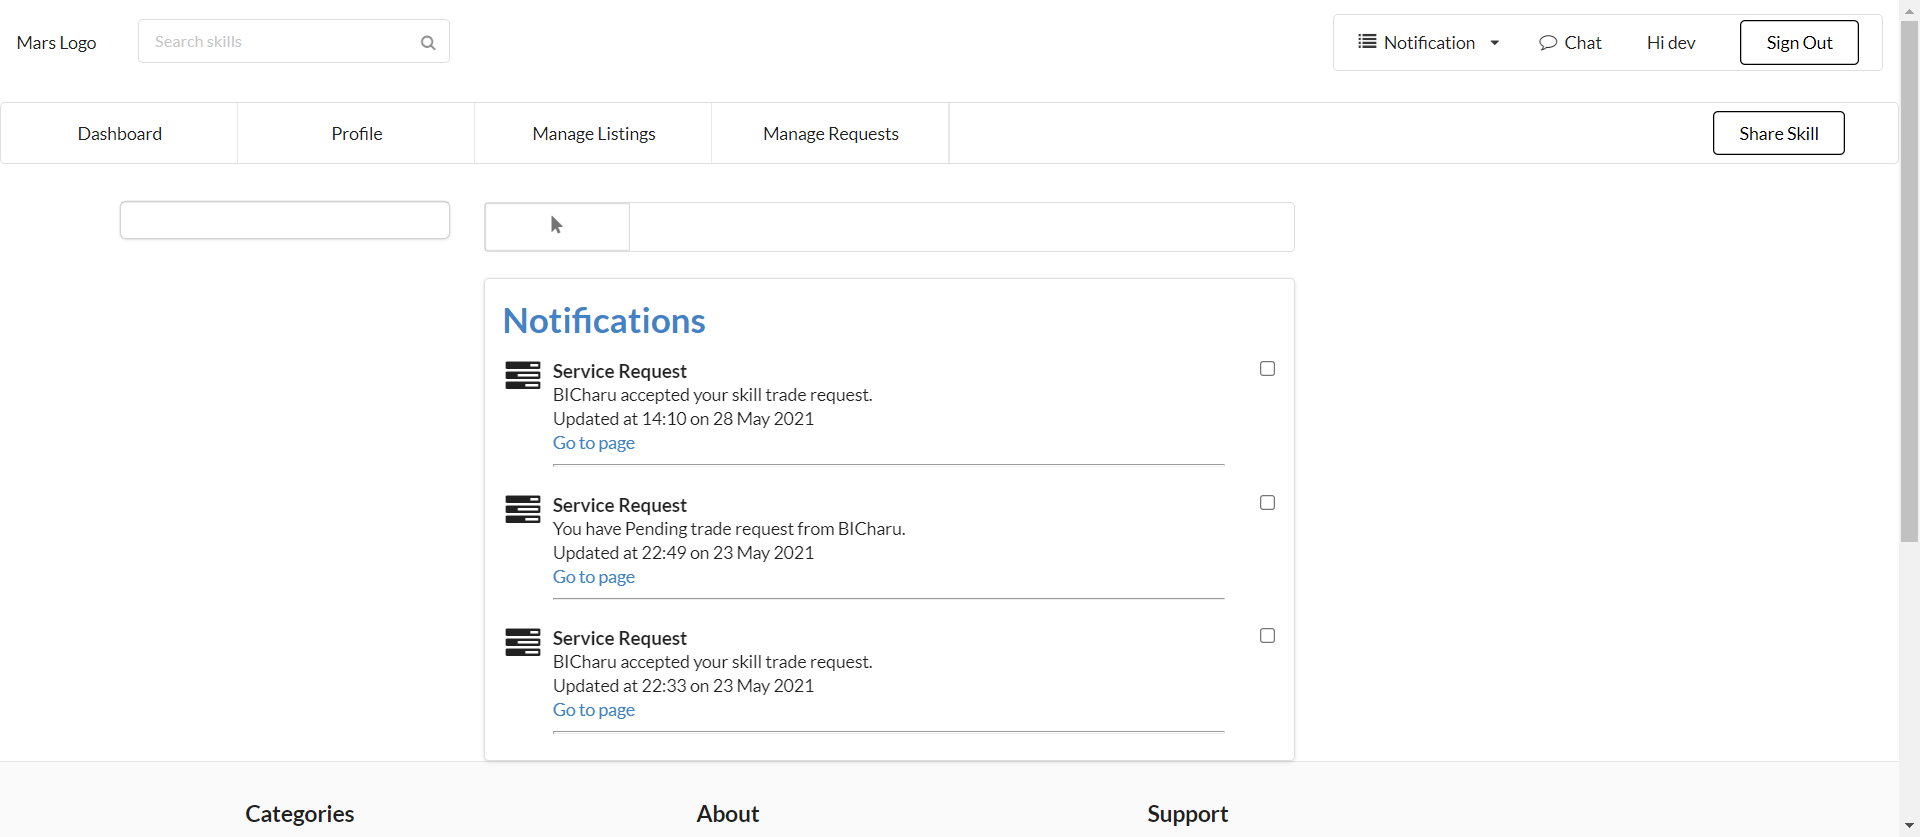 Mars Logo
Search skills
Notification
Chat
Hi dev
Sign Out
Dashboard
Profile
Manage Listings
Manage Requests
Share Skill
Notifications
Service Request
BICharu accepted your skill trade request.
Updated at 14:10 on 28 May 2021
Go to page
Service Request
You have Pending trade request from BICharu.
Updated at 22:49 on 23 May 2021
Go to page
Service Request
BICharu accepted your skill trade request.
Updated at 22:33 on 23 May 2021
Go to page
Categories
About
Support